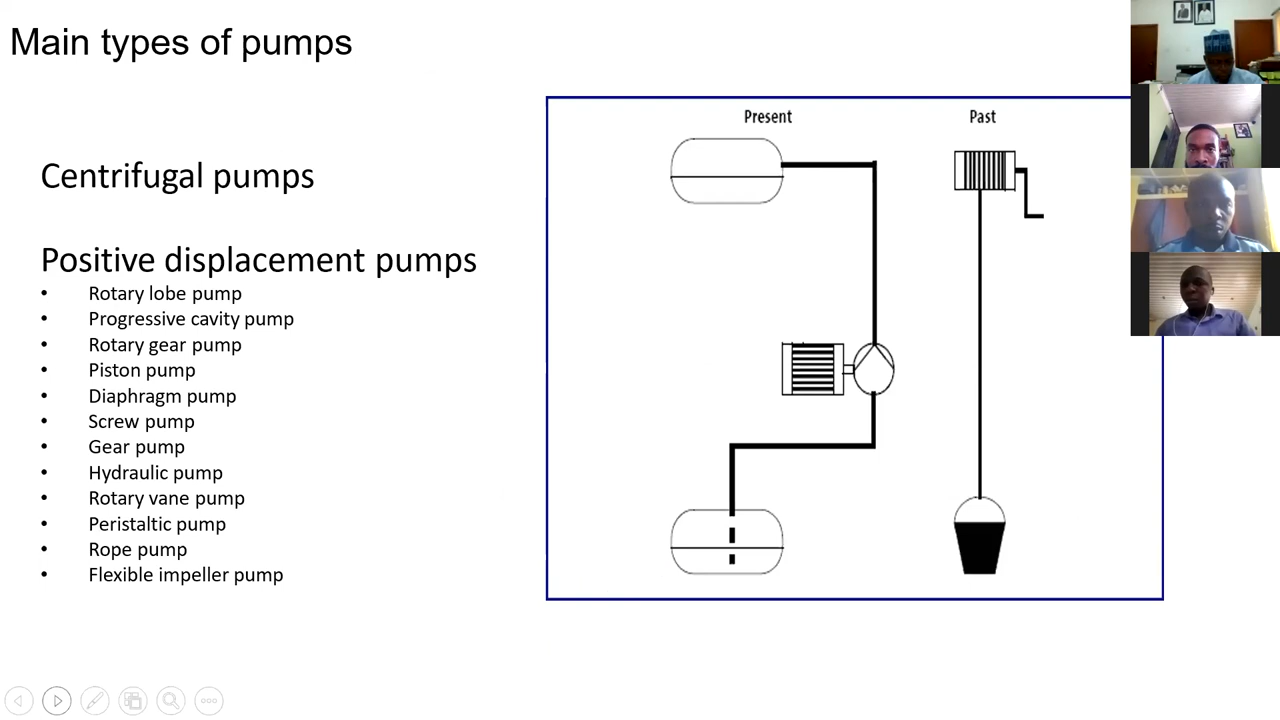 Main types of pumps
Centrifugal pumps
Positive displacement pumps
• Rotary lobe pump
• Progressive cavity pump
• Rotary gear pump
• Piston pump
• Diaphragm pump
• Screw pump
• Gear pump
• Hydraulic pump
• Rotary vane pump
• Peristaltic pump
• Rope pump
• Flexible impeller pump
Present
Past